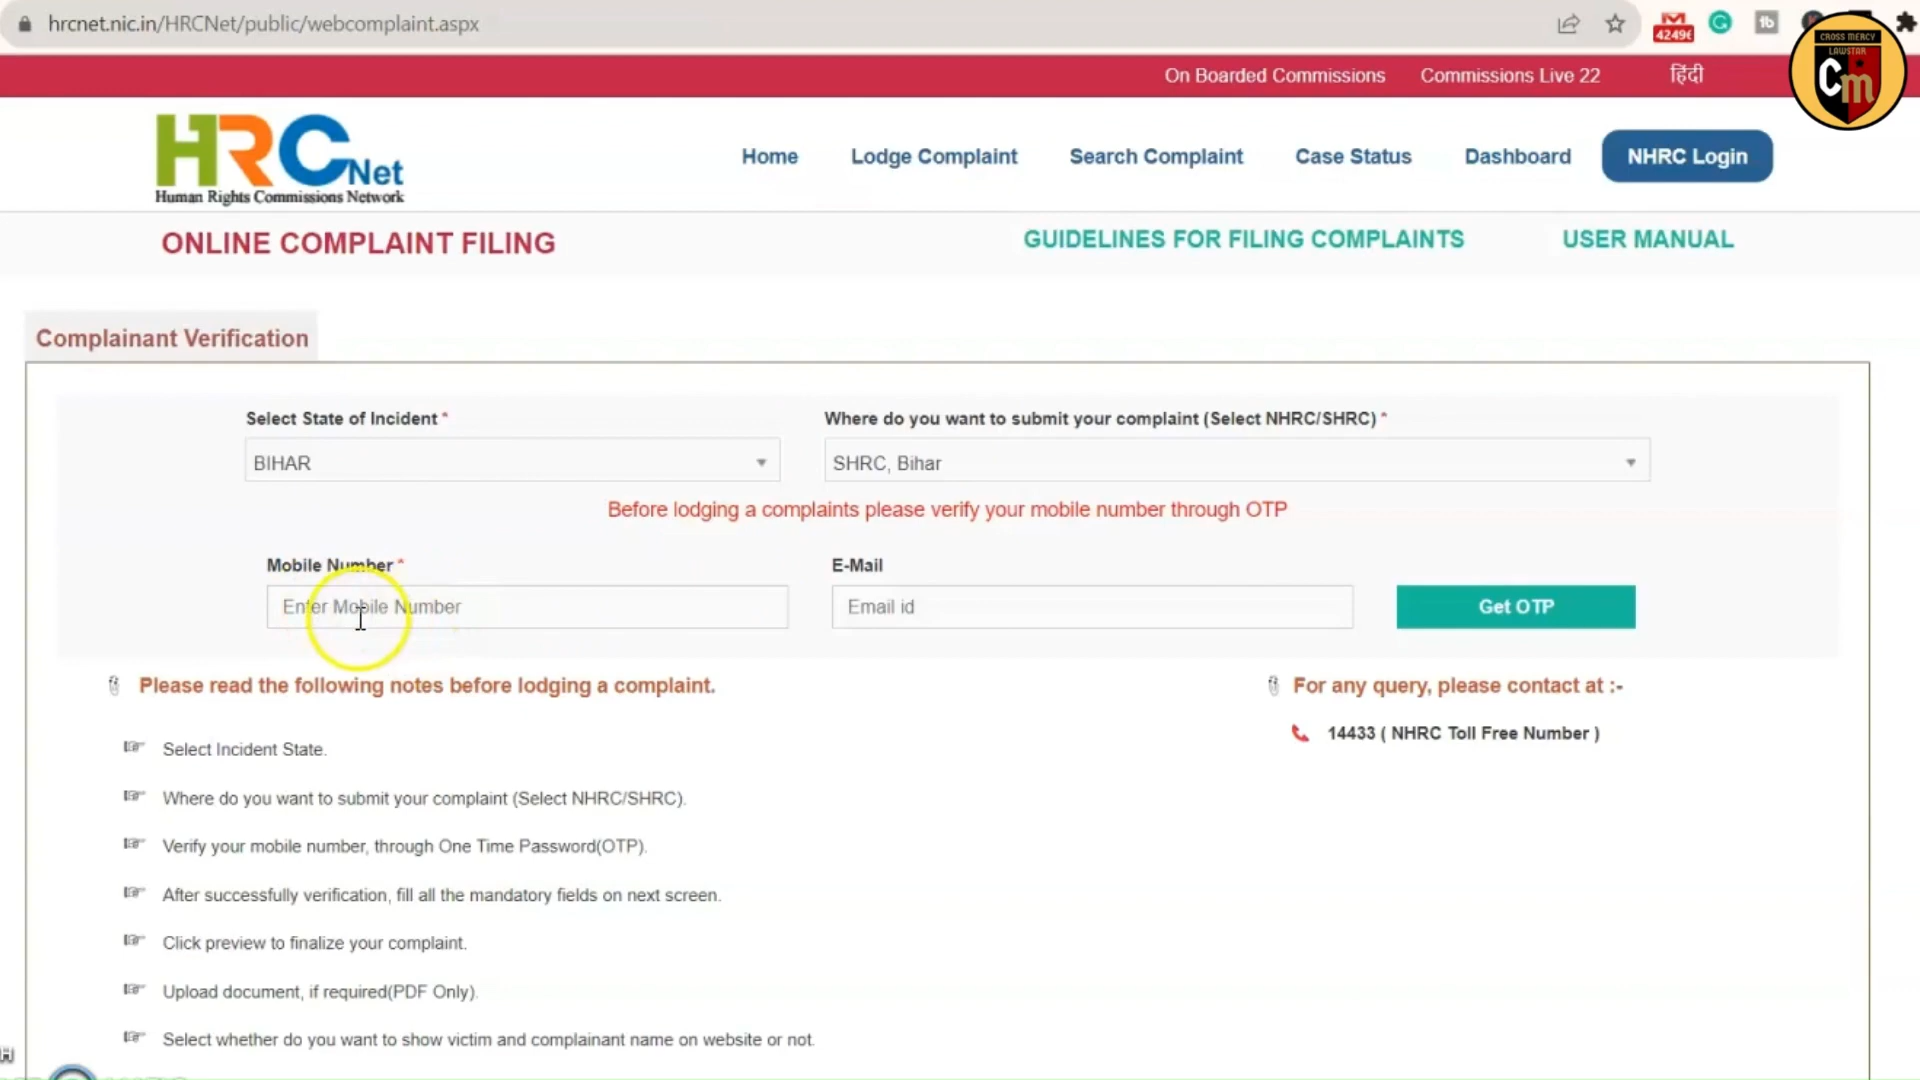 hrcnet.nic.in/HRCNet/public/webcomplaint.aspx
CROSS MERCY
LAWSTAR
Cm
On Boarded Commissions Commissions Live 22 हिंदी
HRC Net
Human Rights Commissions Network
Home Lodge Complaint Search Complaint Case Status Dashboard NHRC Login
ONLINE COMPLAINT FILING GUIDELINES FOR FILING COMPLAINTS USER MANUAL
Complainant Verification
Select State of Incident * Where do you want to submit your complaint (Select NHRC/SHRC) *
BIHAR SHRC, Bihar
Before lodging a complaints please verify your mobile number through OTP
Mobile Number * E-Mail
Enter Mobile Number Email id Get OTP
Please read the following notes before lodging a complaint. For any query, please contact at :-
14433 ( NHRC Toll Free Number )
Select Incident State.
Where do you want to submit your complaint (Select NHRC/SHRC).
Verify your mobile number, through One Time Password(OTP).
After successfully verification, fill all the mandatory fields on next screen.
Click preview to finalize your complaint.
Upload document, if required(PDF Only).
Select whether do you want to show victim and complainant name on website or not.